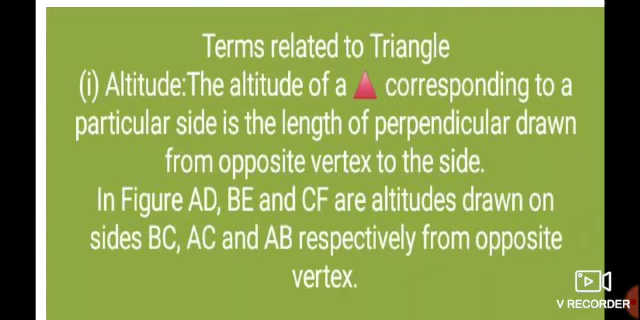 Terms related to Triangle
(i) Altitude:The altitude of a 🔺 corresponding to a
particular side is the length of perpendicular drawn
from opposite vertex to the side.
In Figure AD, BE and CF are altitudes drawn on
sides BC, AC and AB respectively from opposite
vertex.
V RECORDER